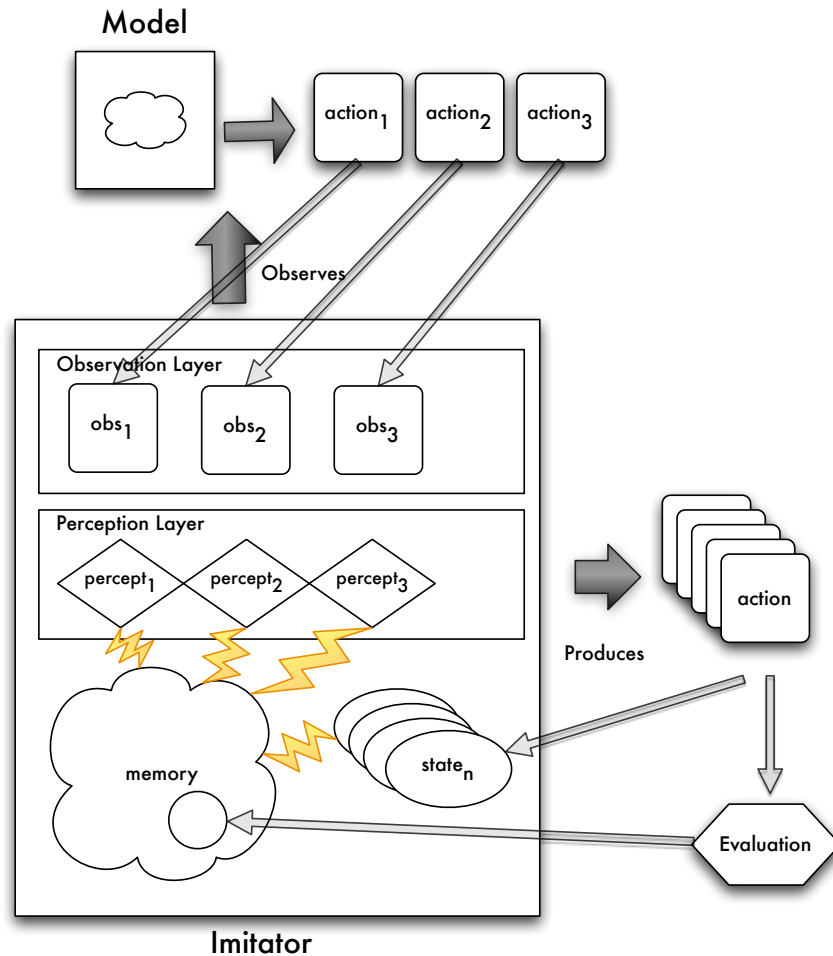 Model
action1 action2 action3
Observes
Observation Layer
obs1 obs2 obs3
Perception Layer
percept1 percept2 percept3
action
Produces
memory
staten
Evaluation
Imitator